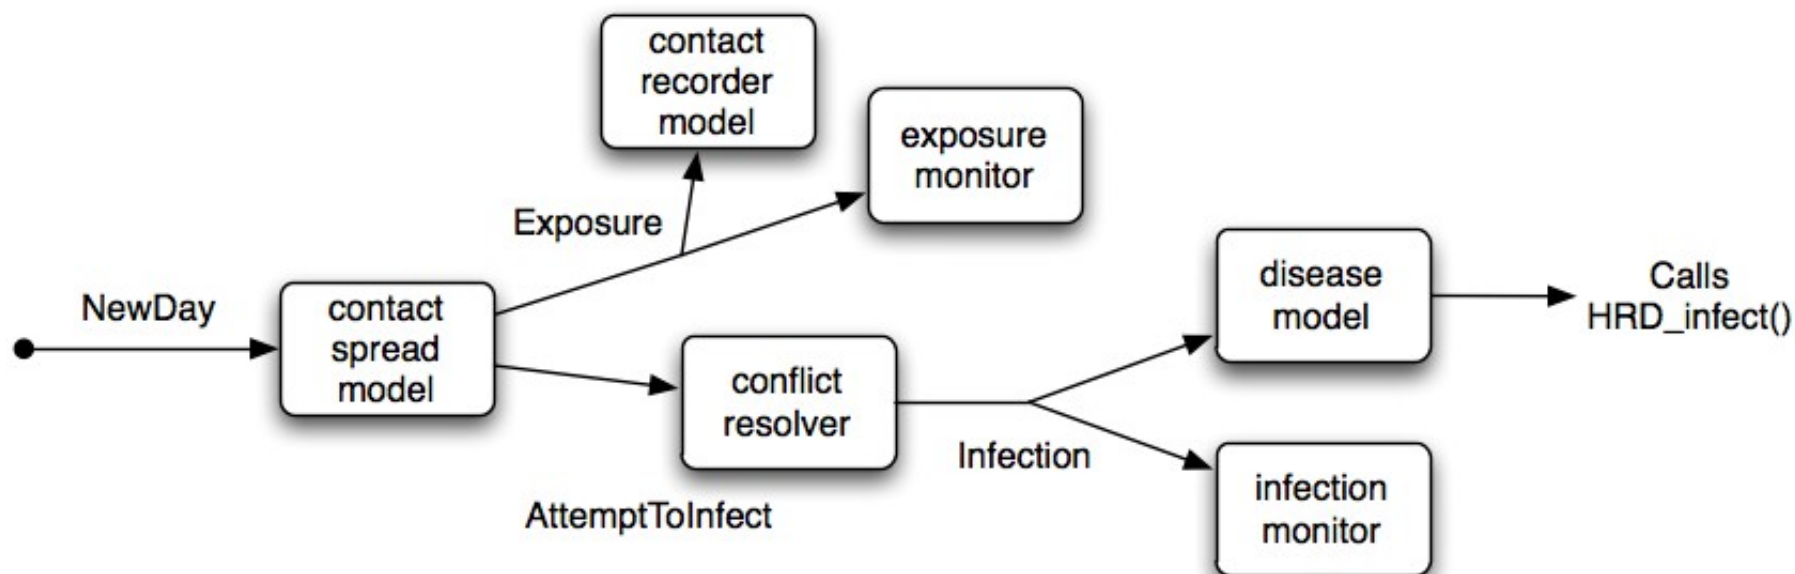 contact
recorder
model
exposure
monitor
Exposure
NewDay
contact
spread
model
conflict
resolver
AttemptToInfect
Infection
disease
model
Calls
HRD_infect()
infection
monitor